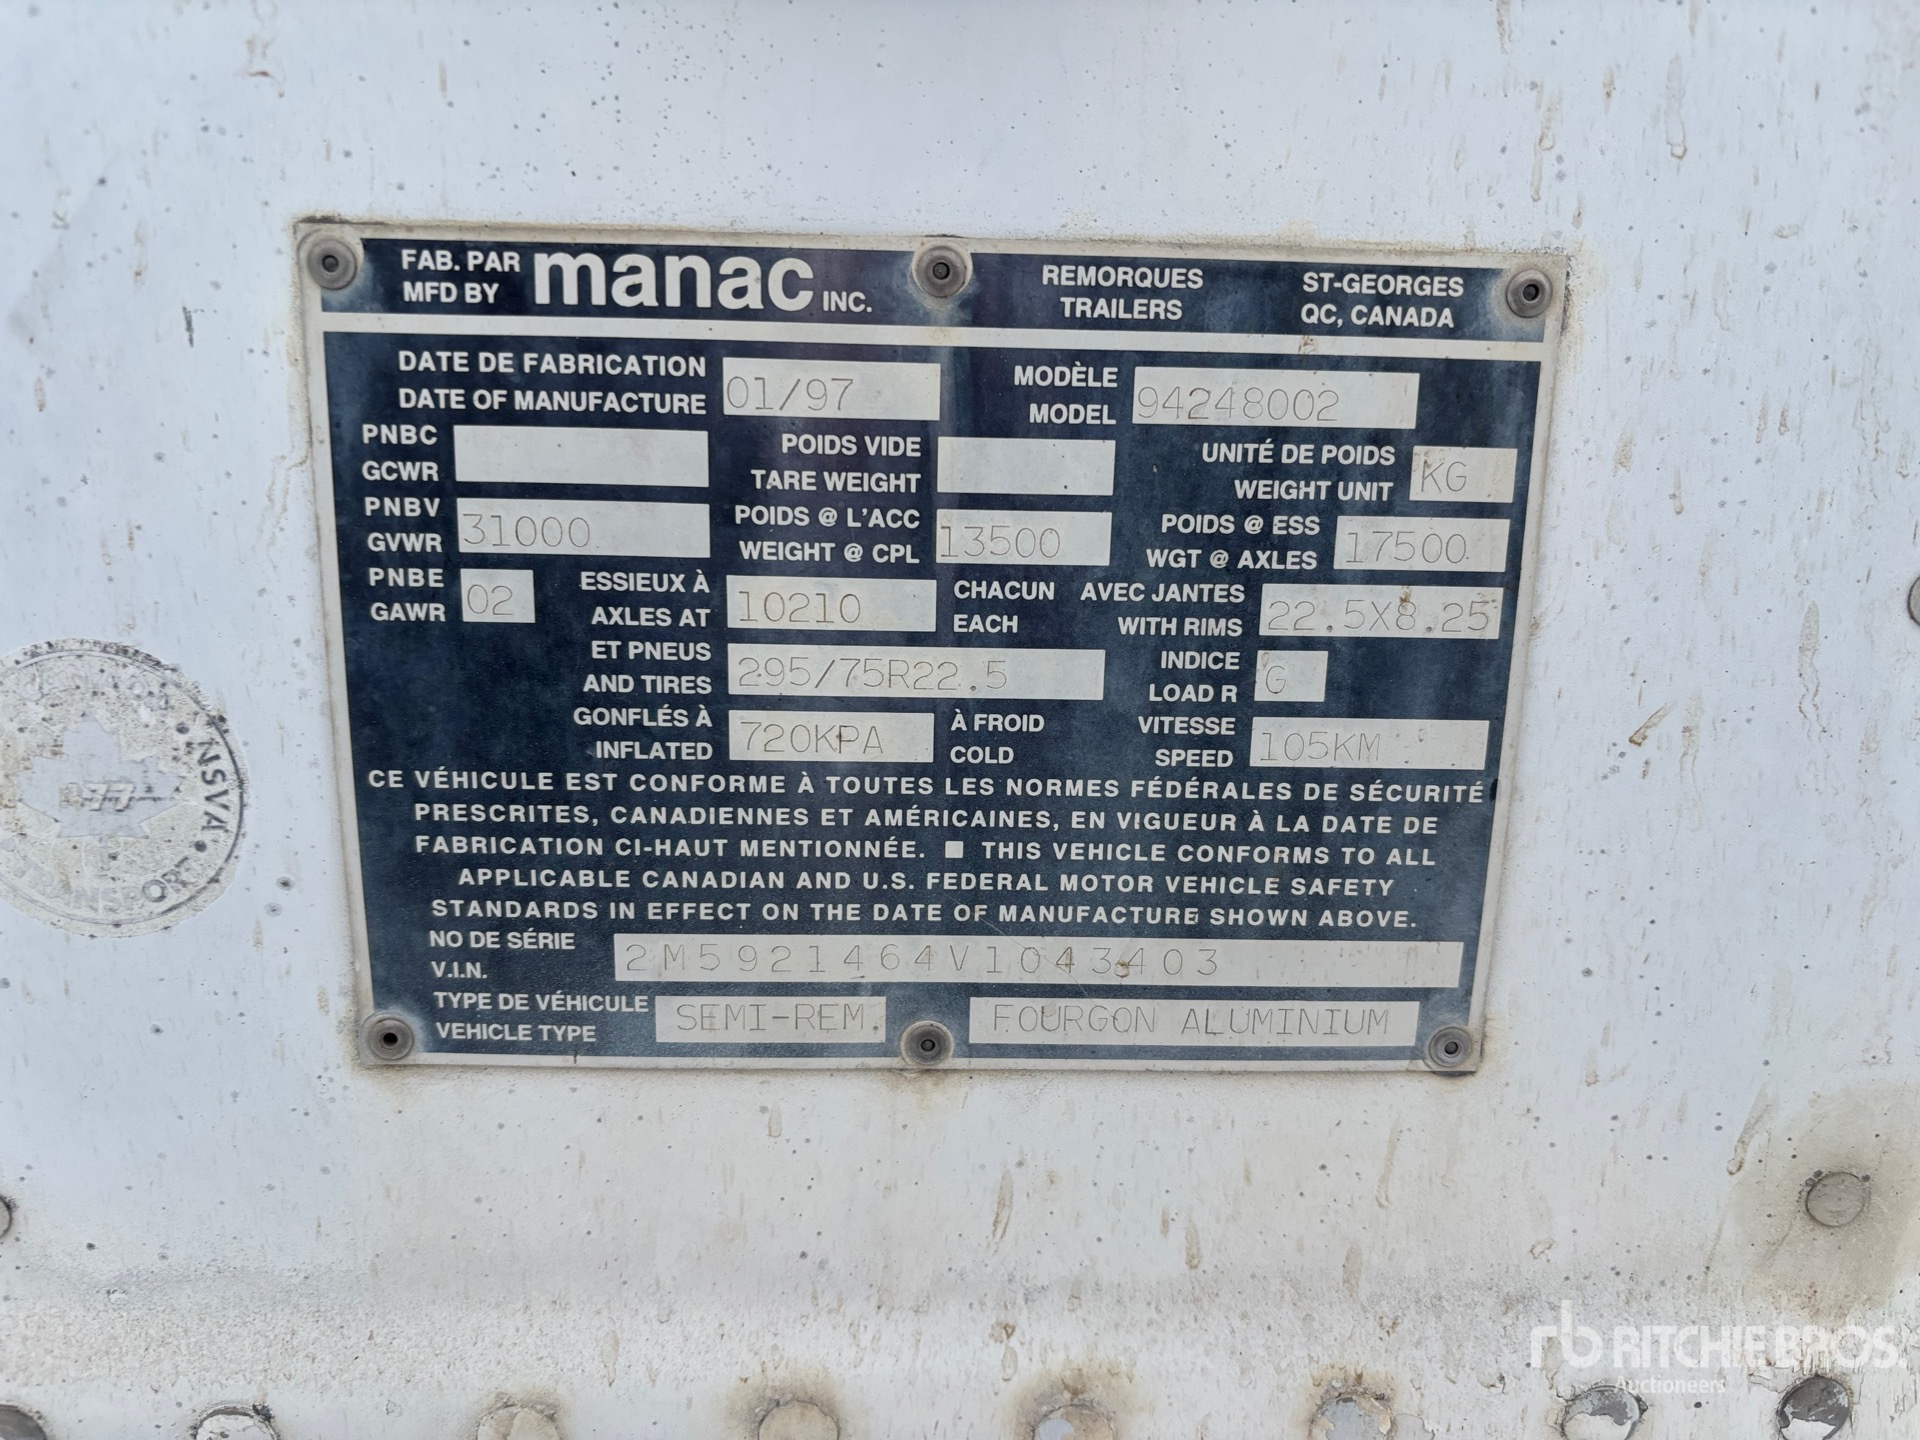 FAB. PAR manac INC. REMORQUES ST-GEORGES
MFD BY TRAILERS QC, CANADA
DATE DE FABRICATION 01/97 MODÈLE 94248002
DATE OF MANUFACTURE MODEL
PNBC POIDS VIDE UNITÉ DE POIDS KG
GCWR TARE WEIGHT WEIGHT UNIT
PNBV 31000 POIDS @ L'ACC 13500 POIDS @ ESS 17500
GVWR WEIGHT @ CPL WGT @ AXLES
PNBE 02 ESSIEUX À 10210 CHACUN AVEC JANTES 22.5X8.25
GAWR AXLES AT EACH WITH RIMS
ET PNEUS 295/75R22.5 INDICE G
AND TIRES LOAD R
GONFLÉS À 720KPA À FROID VITESSE 105KM
INFLATED COLD SPEED
CE VÉHICULE EST CONFORME À TOUTES LES NORMES FÉDÉRALES DE SÉCURITÉ
PRESCRITES, CANADIENNES ET AMÉRICAINES, EN VIGUEUR À LA DATE DE
FABRICATION CI-HAUT MENTIONNÉE. ■ THIS VEHICLE CONFORMS TO ALL
APPLICABLE CANADIAN AND U.S. FEDERAL MOTOR VEHICLE SAFETY
STANDARDS IN EFFECT ON THE DATE OF MANUFACTURE SHOWN ABOVE.
NO DE SÉRIE 2M5921464V1043403
V.I.N.
TYPE DE VÉHICULE SEMI-REM. FOURGON ALUMINIUM
VEHICLE TYPE
NSVA
TRANSPORT
rb RITCHIE BROS.
Auctioneers